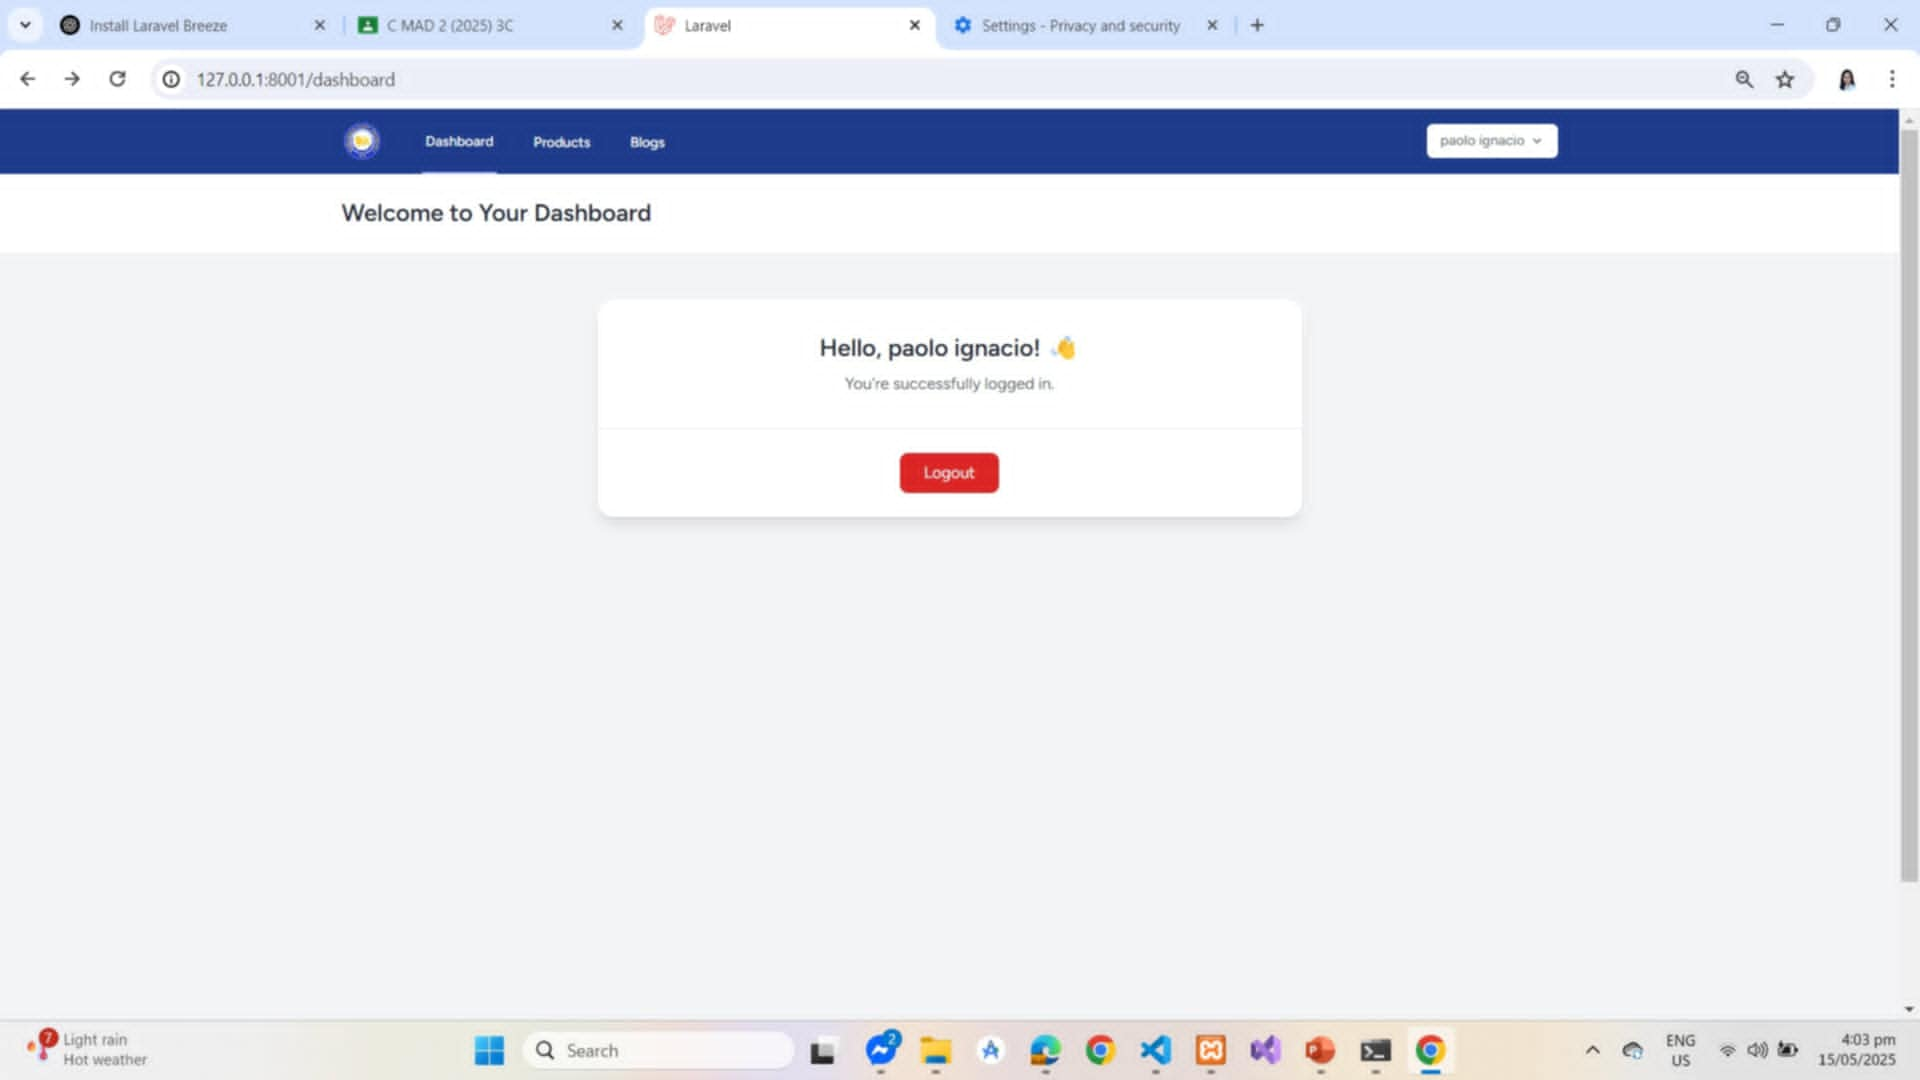 Install Laravel Breeze
C MAD 2 (2025) 3C
Laravel
Settings - Privacy and security
127.0.0.1:8001/dashboard
Dashboard
Products
Blogs
paolo ignacio
Welcome to Your Dashboard
Hello, paolo ignacio! 👋
You're successfully logged in.
Logout
7
Light rain
Hot weather
Search
2
ENG
US
4:03 pm
15/05/2025